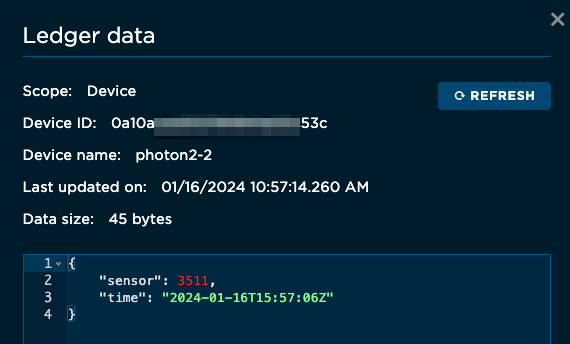 Ledger data
Scope: Device
REFRESH
Device ID: 0a10a 53c
Device name: photon2-2
Last updated on: 01/16/2024 10:57:14.260 AM
Data size: 45 bytes
1 {
2 "sensor": 3511,
3 "time": "2024-01-16T15:57:06Z"
4 }